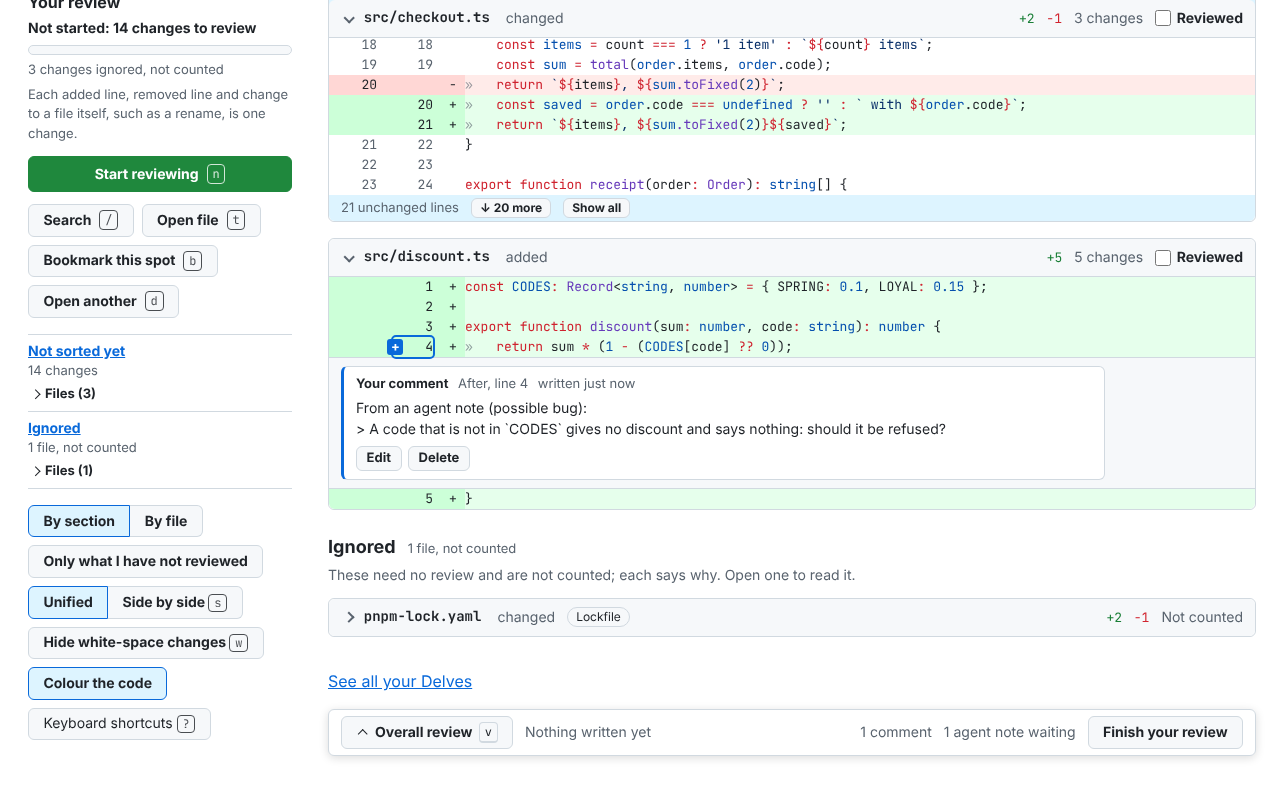 Your review
Not started: 14 changes to review
3 changes ignored, not counted
Each added line, removed line and change
to a file itself, such as a rename, is one
change.
Start reviewing n
Search / Open file t
Bookmark this spot b
Open another d
Not sorted yet
14 changes
Files (3)
Ignored
1 file, not counted
Files (1)
By section By file
Only what I have not reviewed
Unified Side by side s
Hide white-space changes w
Colour the code
Keyboard shortcuts ?
src/checkout.ts changed +2 -1 3 changes Reviewed
18 18 const items = count === 1 ? '1 item' : `${count} items`;
19 19 const sum = total(order.items, order.code);
20 - » return `${items}, ${sum.toFixed(2)}`;
20 + » const saved = order.code === undefined ? '' : ` with ${order.code}`;
21 + » return `${items}, ${sum.toFixed(2)}${saved}`;
21 22 }
22 23
23 24 export function receipt(order: Order): string[] {
21 unchanged lines ↓ 20 more Show all
src/discount.ts added +5 5 changes Reviewed
1 + const CODES: Record<string, number> = { SPRING: 0.1, LOYAL: 0.15 };
2 +
3 + export function discount(sum: number, code: string): number {
+ 4 + » return sum * (1 - (CODES[code] ?? 0));
Your comment After, line 4 written just now
From an agent note (possible bug):
> A code that is not in `CODES` gives no discount and says nothing: should it be refused?
Edit Delete
5 + }
Ignored 1 file, not counted
These need no review and are not counted; each says why. Open one to read it.
pnpm-lock.yaml changed Lockfile +2 -1 Not counted
See all your Delves
Overall review v Nothing written yet 1 comment 1 agent note waiting Finish your review